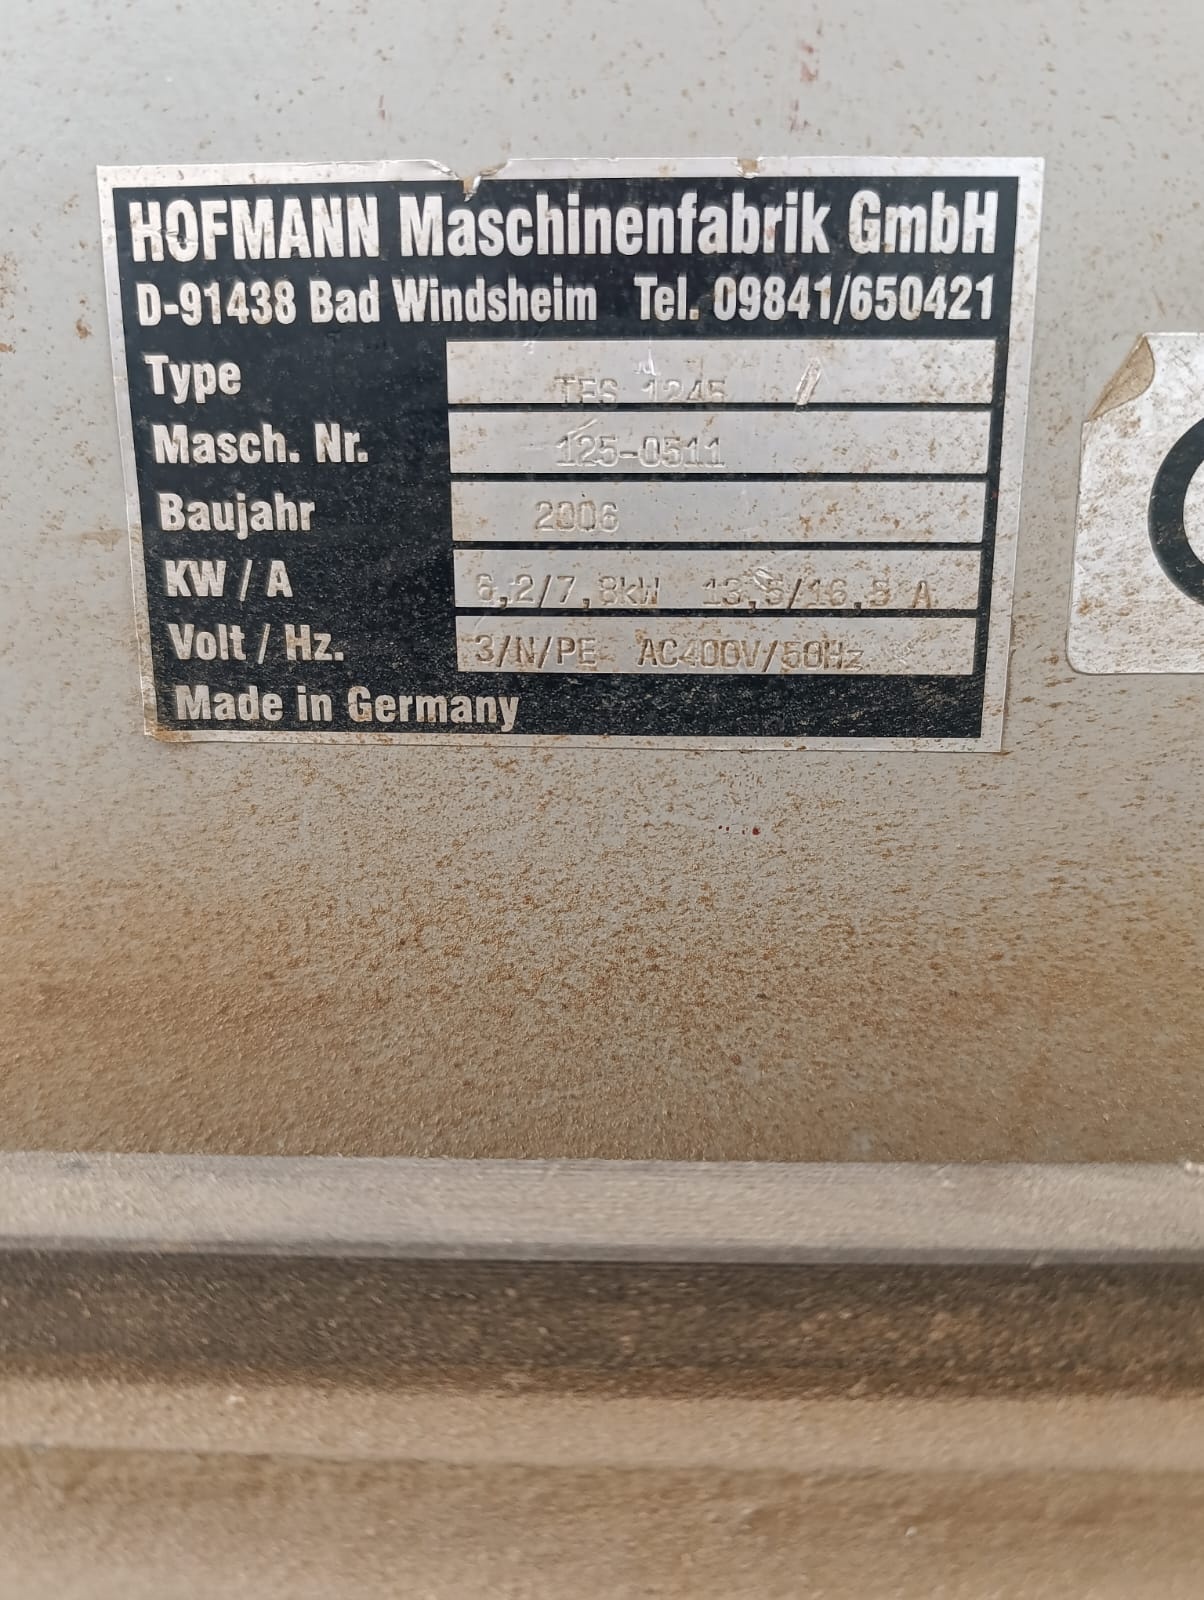 HOFMANN Maschinenfabrik GmbH
D-91438 Bad Windsheim Tel. 09841/650421
Type TFS 1245
Masch. Nr. 125-0511
Baujahr 2006
KW / A 6,2/7,8kW 13,5/16,5 A
Volt / Hz. 3/N/PE AC400V/50Hz
Made in Germany